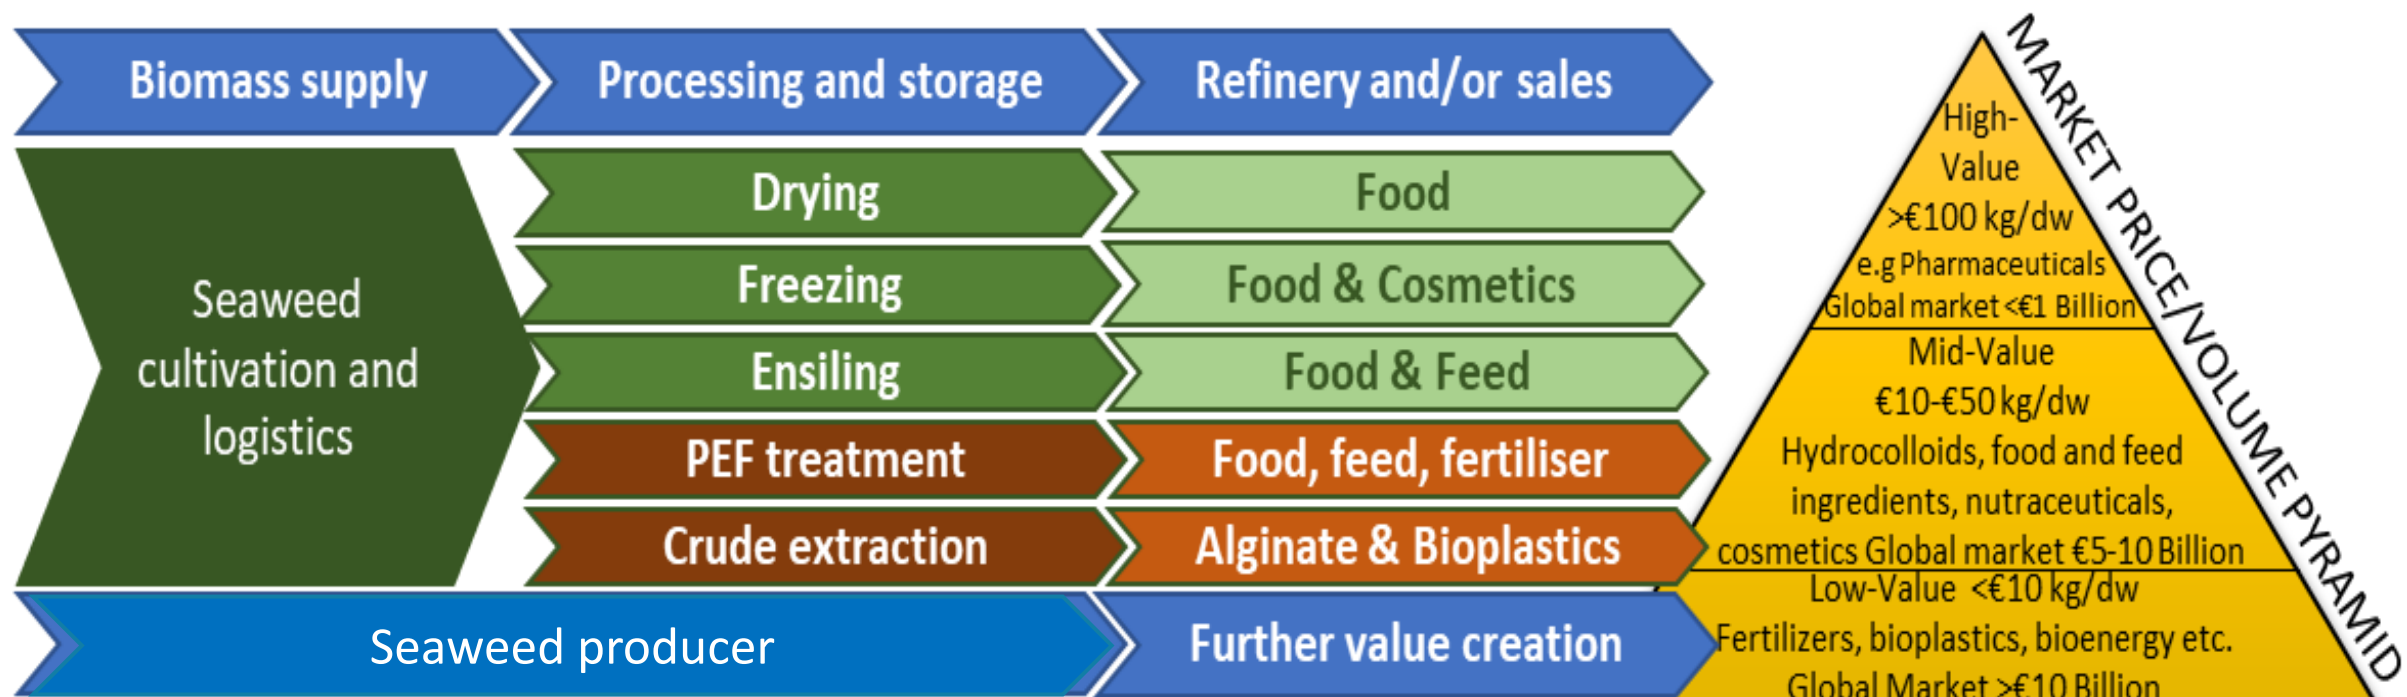 Biomass supply
Processing and storage
Refinery and/or sales
Seaweed
cultivation and
logistics
Drying
Food
Freezing
Food & Cosmetics
Ensiling
Food & Feed
PEF treatment
Food, feed, fertiliser
Crude extraction
Alginate & Bioplastics
Seaweed producer
Further value creation
High-
Value
>€100 kg/dw
e.g Pharmaceuticals
Global market <€1 Billion
Mid-Value
€10-€50 kg/dw
Hydrocolloids, food and feed
ingredients, nutraceuticals,
cosmetics Global market €5-10 Billion
Low-Value <€10 kg/dw
Fertilizers, bioplastics, bioenergy etc.
Global Market >€10 Billion
MARKET PRICE/VOLUME PYRAMID